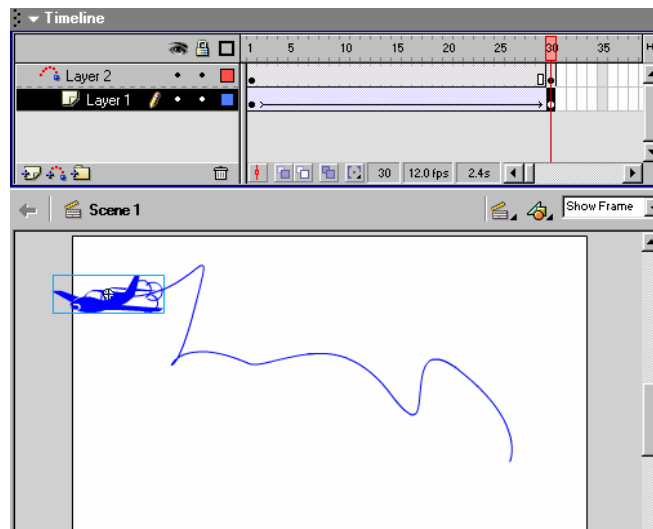 Timeline
1 5 10 15 20 25 30 35 H
Layer 2
Layer 1
30 12.0 fps 2.4s
Scene 1
Show Frame